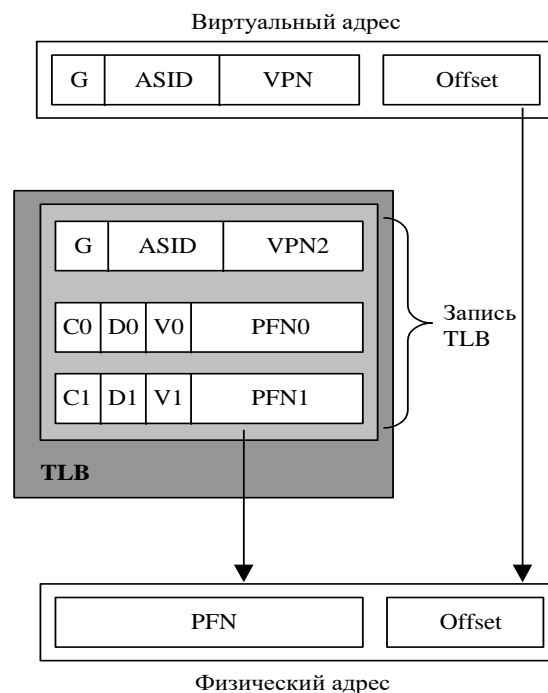 Виртуальный адрес
G ASID VPN Offset
G ASID VPN2
C0 D0 V0 PFN0
C1 D1 V1 PFN1
Запись
TLB
TLB
PFN Offset
Физический адрес